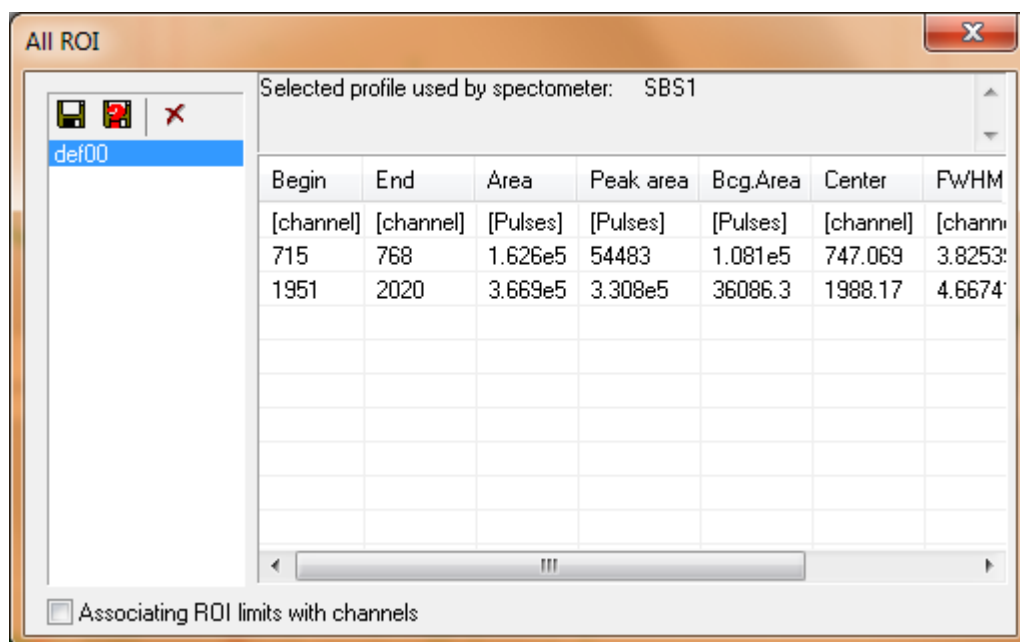 All ROI
Selected profile used by spectometer: SBS1
def00
Begin End Area Peak area Bcg.Area Center FWHM
[channel] [channel] [Pulses] [Pulses] [Pulses] [channel]
715 768 1.626e5 54483 1.081e5 747.069
1951 2020 3.669e5 3.308e5 36086.3 1988.17 4.6674
Associating ROI limits with channels